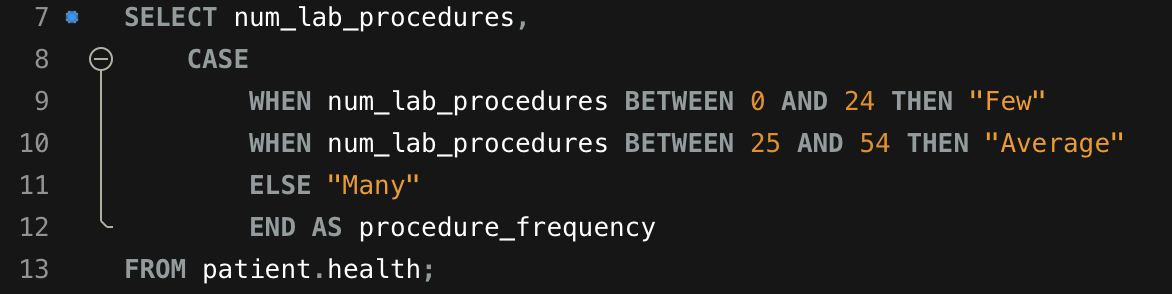 7 SELECT num_lab_procedures,
8 CASE
9 WHEN num_lab_procedures BETWEEN 0 AND 24 THEN "Few"
10 WHEN num_lab_procedures BETWEEN 25 AND 54 THEN "Average"
11 ELSE "Many"
12 END AS procedure_frequency
13 FROM patient.health;